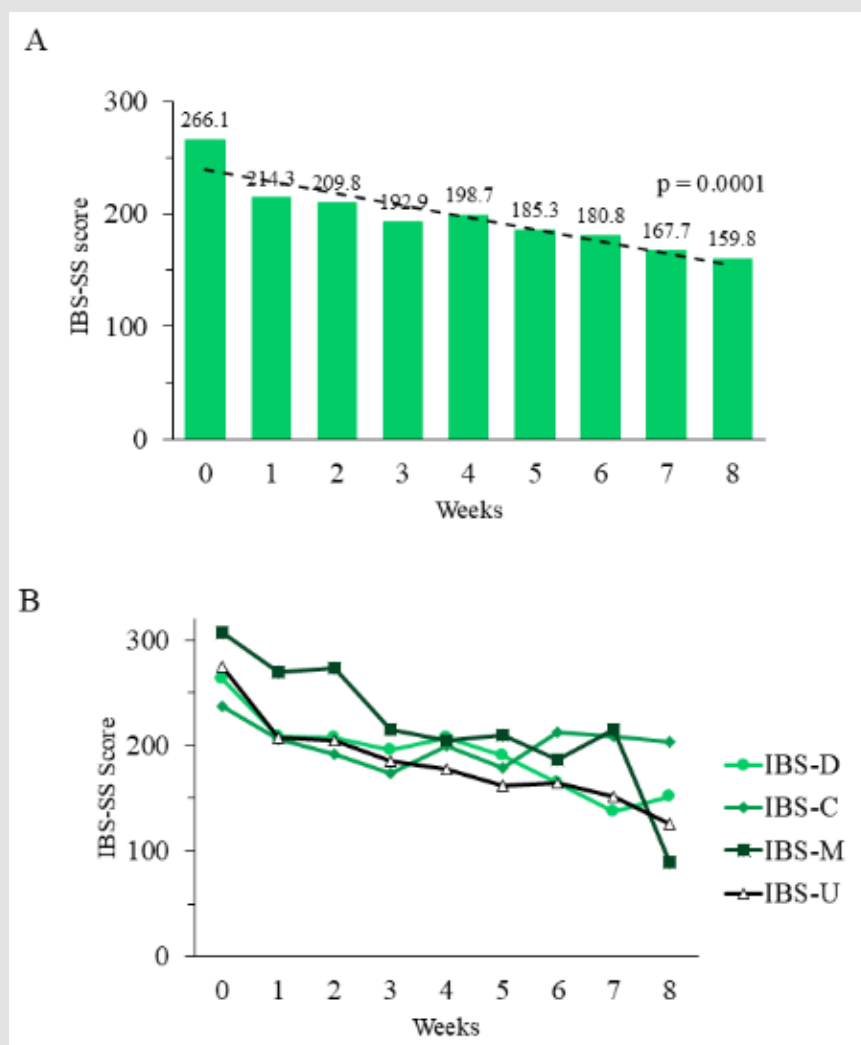 A
300
266.1
214.3
209.8
192.9
198.7
185.3
180.8
167.7
159.8
p = 0.0001
200
100
0
IBS-SS score
0 1 2 3 4 5 6 7 8
Weeks
B
300
200
100
0
IBS-SS Score
IBS-D
IBS-C
IBS-M
IBS-U
0 1 2 3 4 5 6 7 8
Weeks